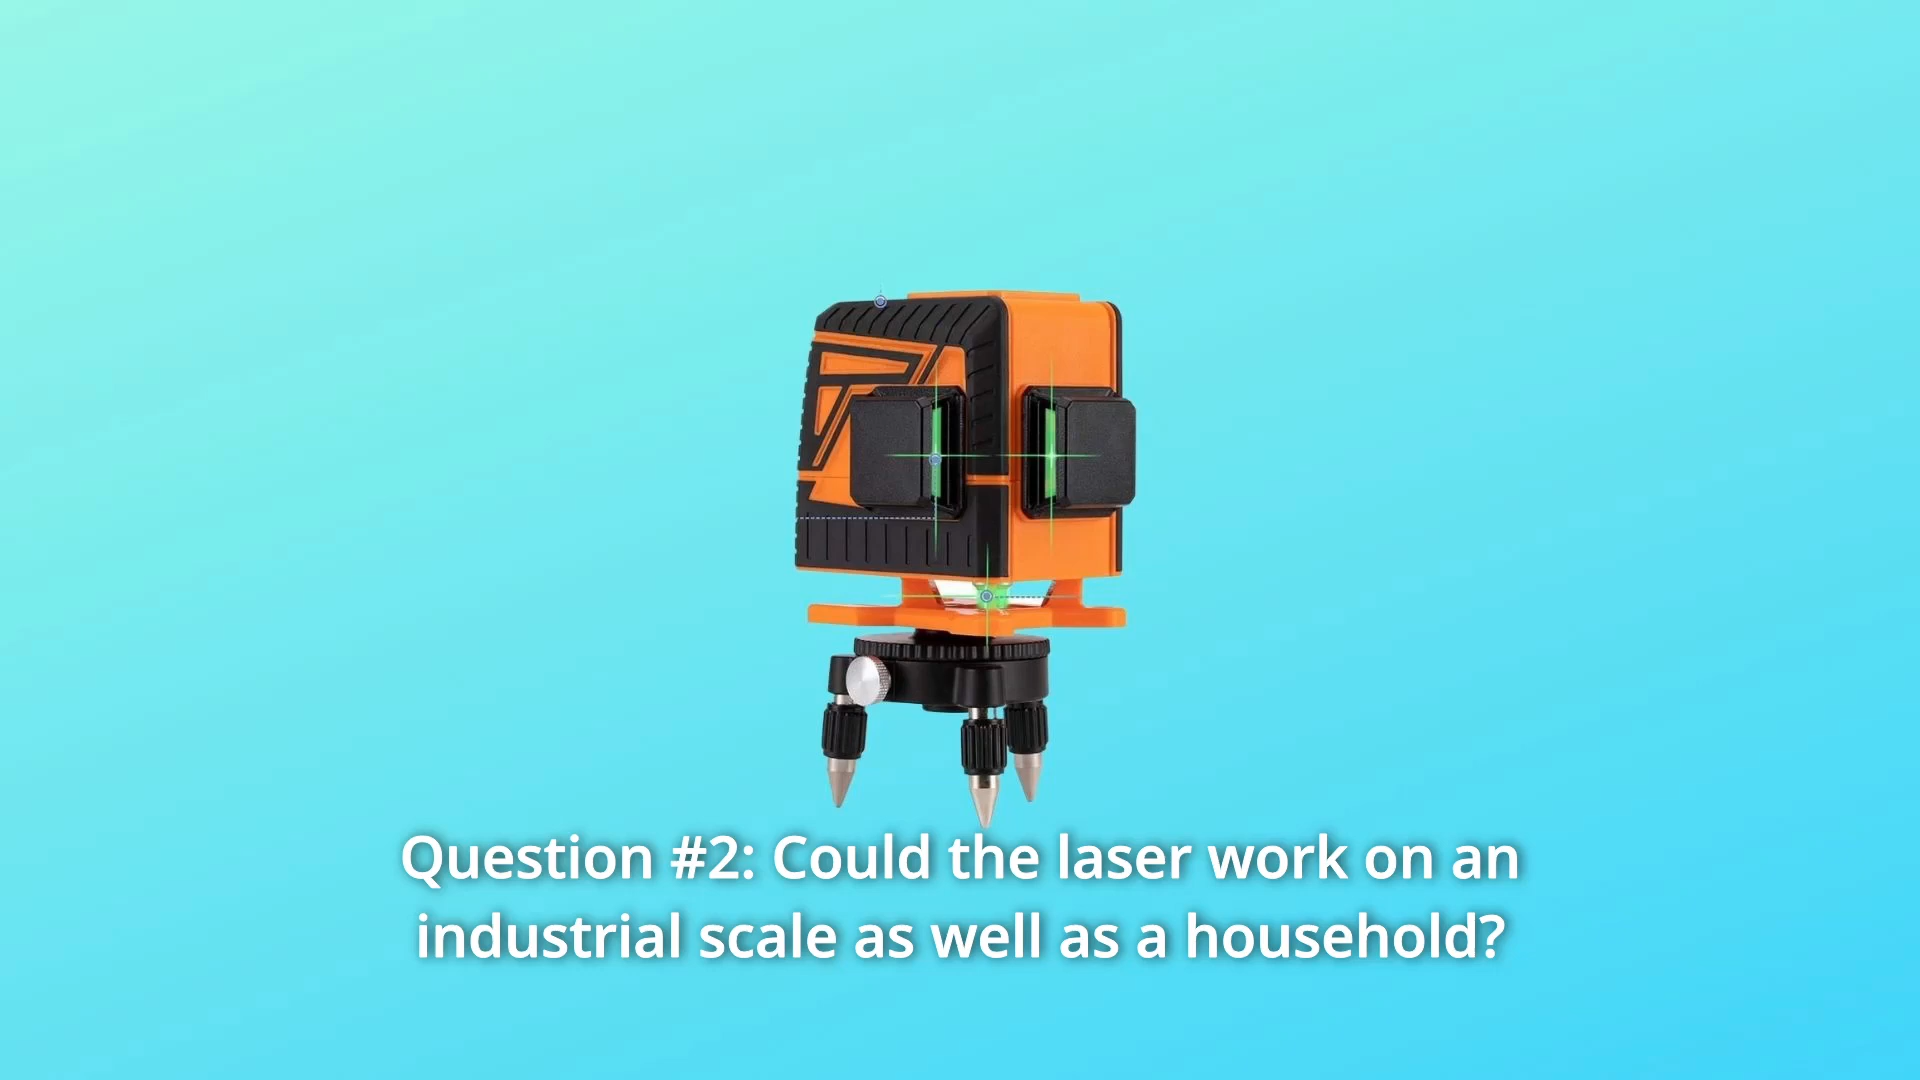 Question #2: Could the laser work on an
industrial scale as well as a household?